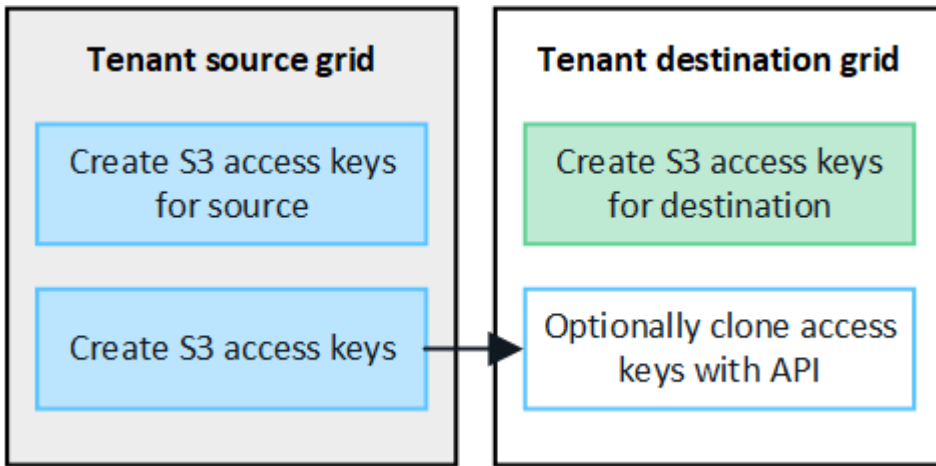 Tenant source grid
Create S3 access keys
for source
Create S3 access keys
Tenant destination grid
Create S3 access keys
for destination
Optionally clone access
keys with API